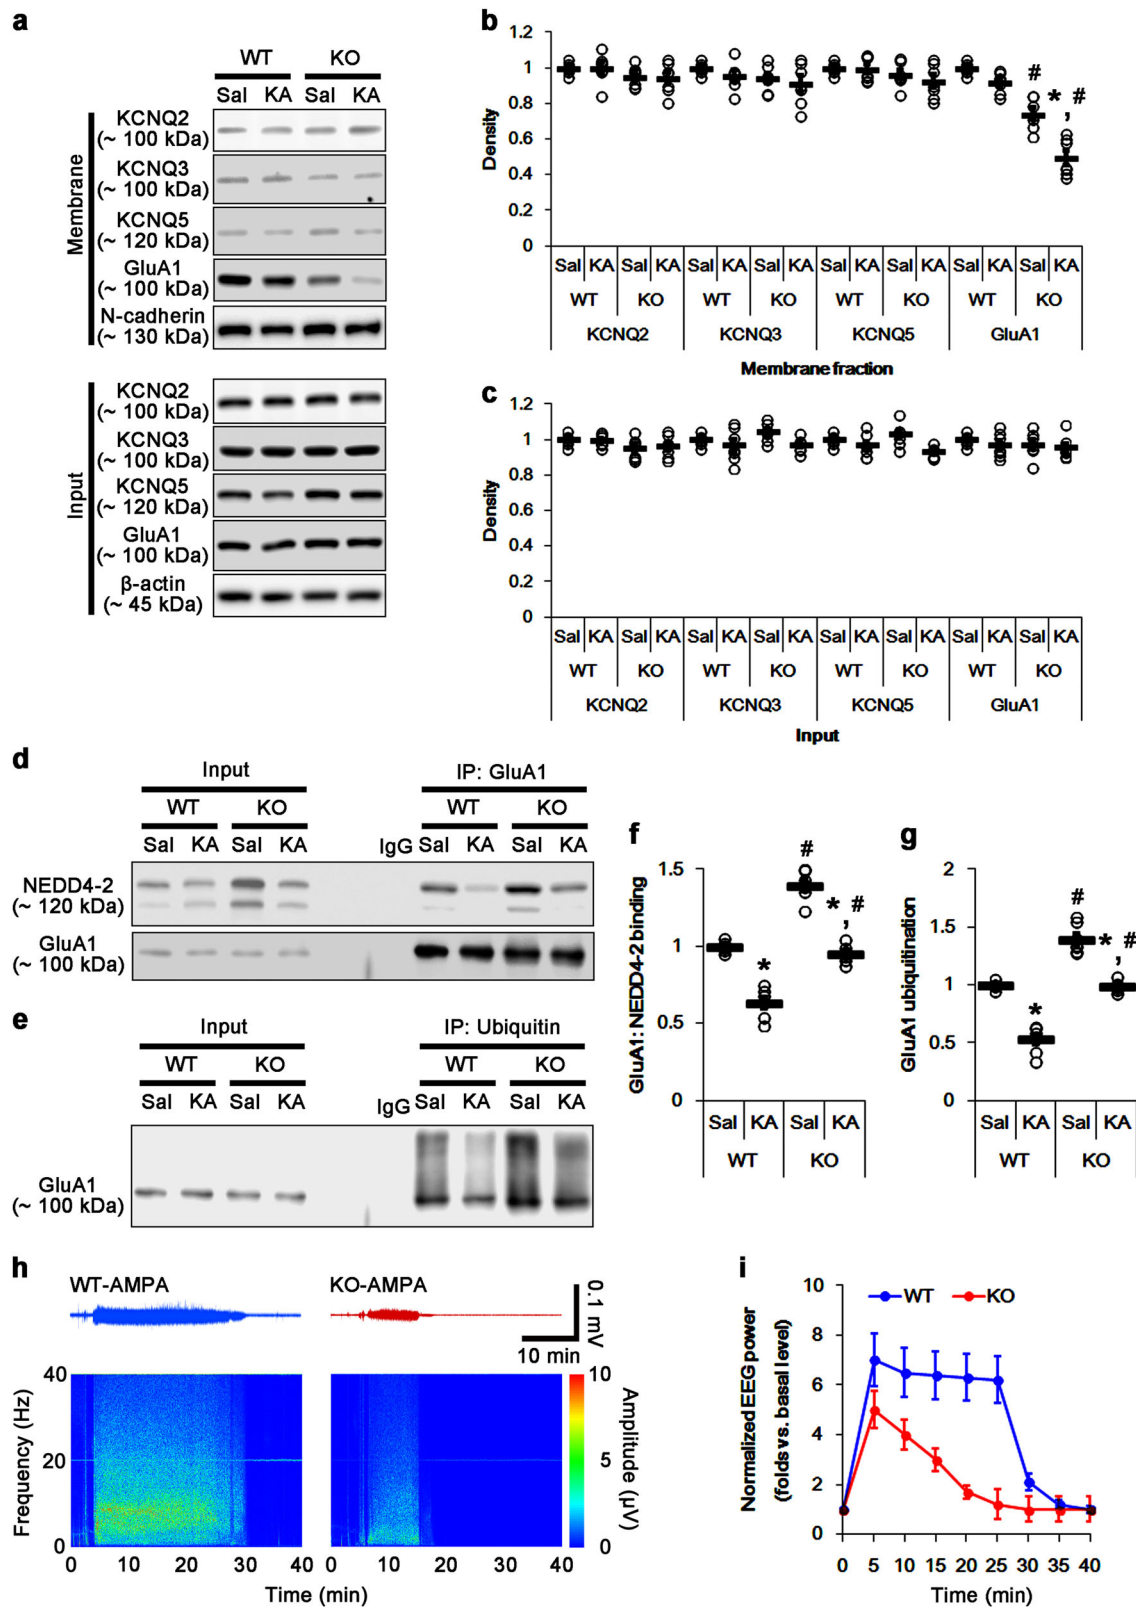 a
WT KO
Sal KA Sal KA
Membrane
KCNQ2
(~ 100 kDa)
KCNQ3
(~ 100 kDa)
KCNQ5
(~ 120 kDa)
GluA1
(~ 100 kDa)
N-cadherin
(~ 130 kDa)
Input
KCNQ2
(~ 100 kDa)
KCNQ3
(~ 100 kDa)
KCNQ5
(~ 120 kDa)
GluA1
(~ 100 kDa)
β-actin
(~ 45 kDa)
b
Density
1.2
1
0.8
0.6
0.4
0.2
0
#
*, #
Sal KA Sal KA Sal KA Sal KA Sal KA Sal KA Sal KA Sal KA
WT KO WT KO WT KO WT KO
KCNQ2 KCNQ3 KCNQ5 GluA1
Membrane fraction
c
Density
1.2
1
0.8
0.6
0.4
0.2
0
Sal KA Sal KA Sal KA Sal KA Sal KA Sal KA Sal KA Sal KA
WT KO WT KO WT KO WT KO
KCNQ2 KCNQ3 KCNQ5 GluA1
Input
d
Input IP: GluA1
WT KO WT KO
Sal KA Sal KA IgG Sal KA Sal KA
NEDD4-2
(~ 120 kDa)
GluA1
(~ 100 kDa)
e
Input IP: Ubiquitin
WT KO WT KO
Sal KA Sal KA IgG Sal KA Sal KA
GluA1
(~ 100 kDa)
f
GluA1: NEDD4-2 binding
1.5
1
0.5
0
*
#
*, #
Sal KA Sal KA
WT KO
g
GluA1 ubiquitination
2
1.5
1
0.5
0
*
#
*, #
Sal KA Sal KA
WT KO
h
WT-AMPA KO-AMPA
0.1 mV
10 min
Frequency (Hz)
40
20
0
0 10 20 30 40 0 10 20 30 40
Time (min)
10
5
0
Amplitude (μV)
i
WT KO
Normalized EEG power
(folds vs. basal level)
10
8
6
4
2
0
0 5 10 15 20 25 30 35 40
Time (min)